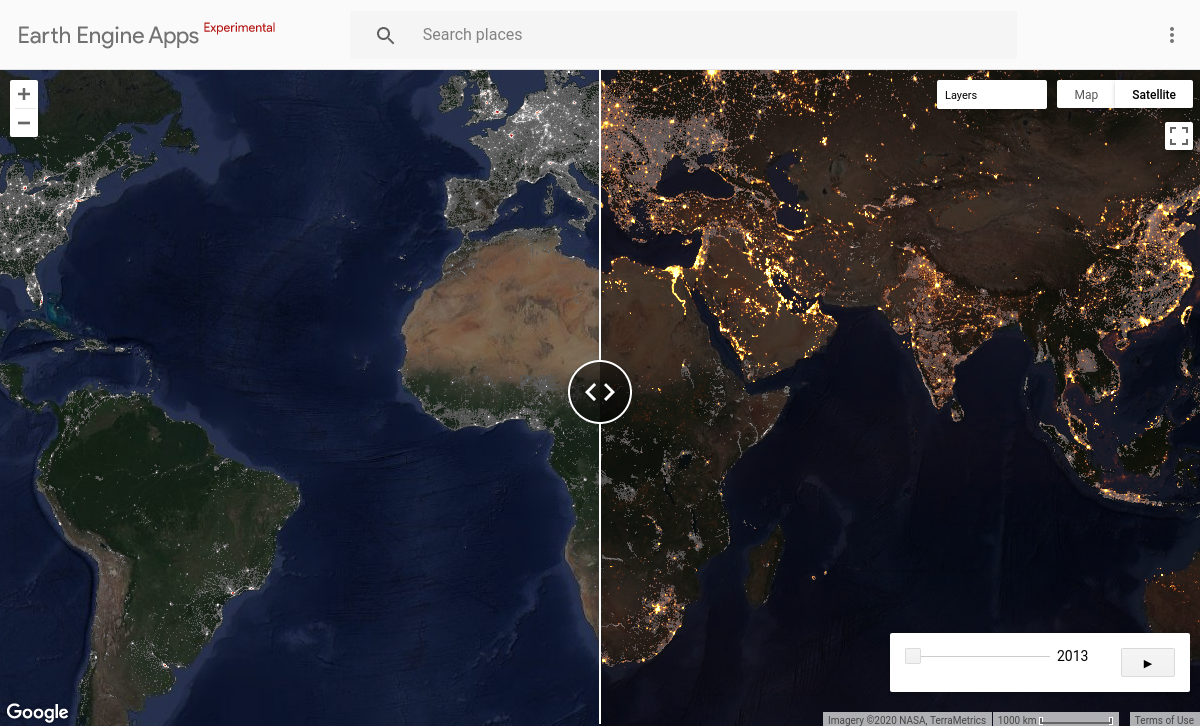 Earth Engine Apps Experimental
Search places
Layers
Map
Satellite
2013
Google
Imagery ©2020 NASA, TerraMetrics
1000 km
Terms of Use